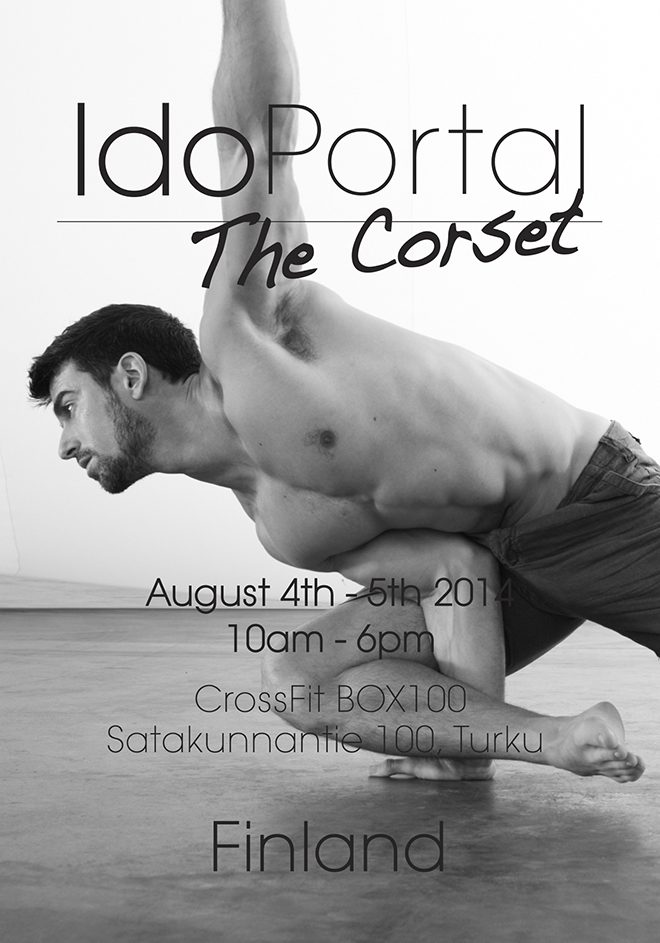 IdoPortal
The Corset
August 4th - 5th 2014
10am - 6pm
CrossFit BOX100
Satakunnantie 100, Turku
Finland